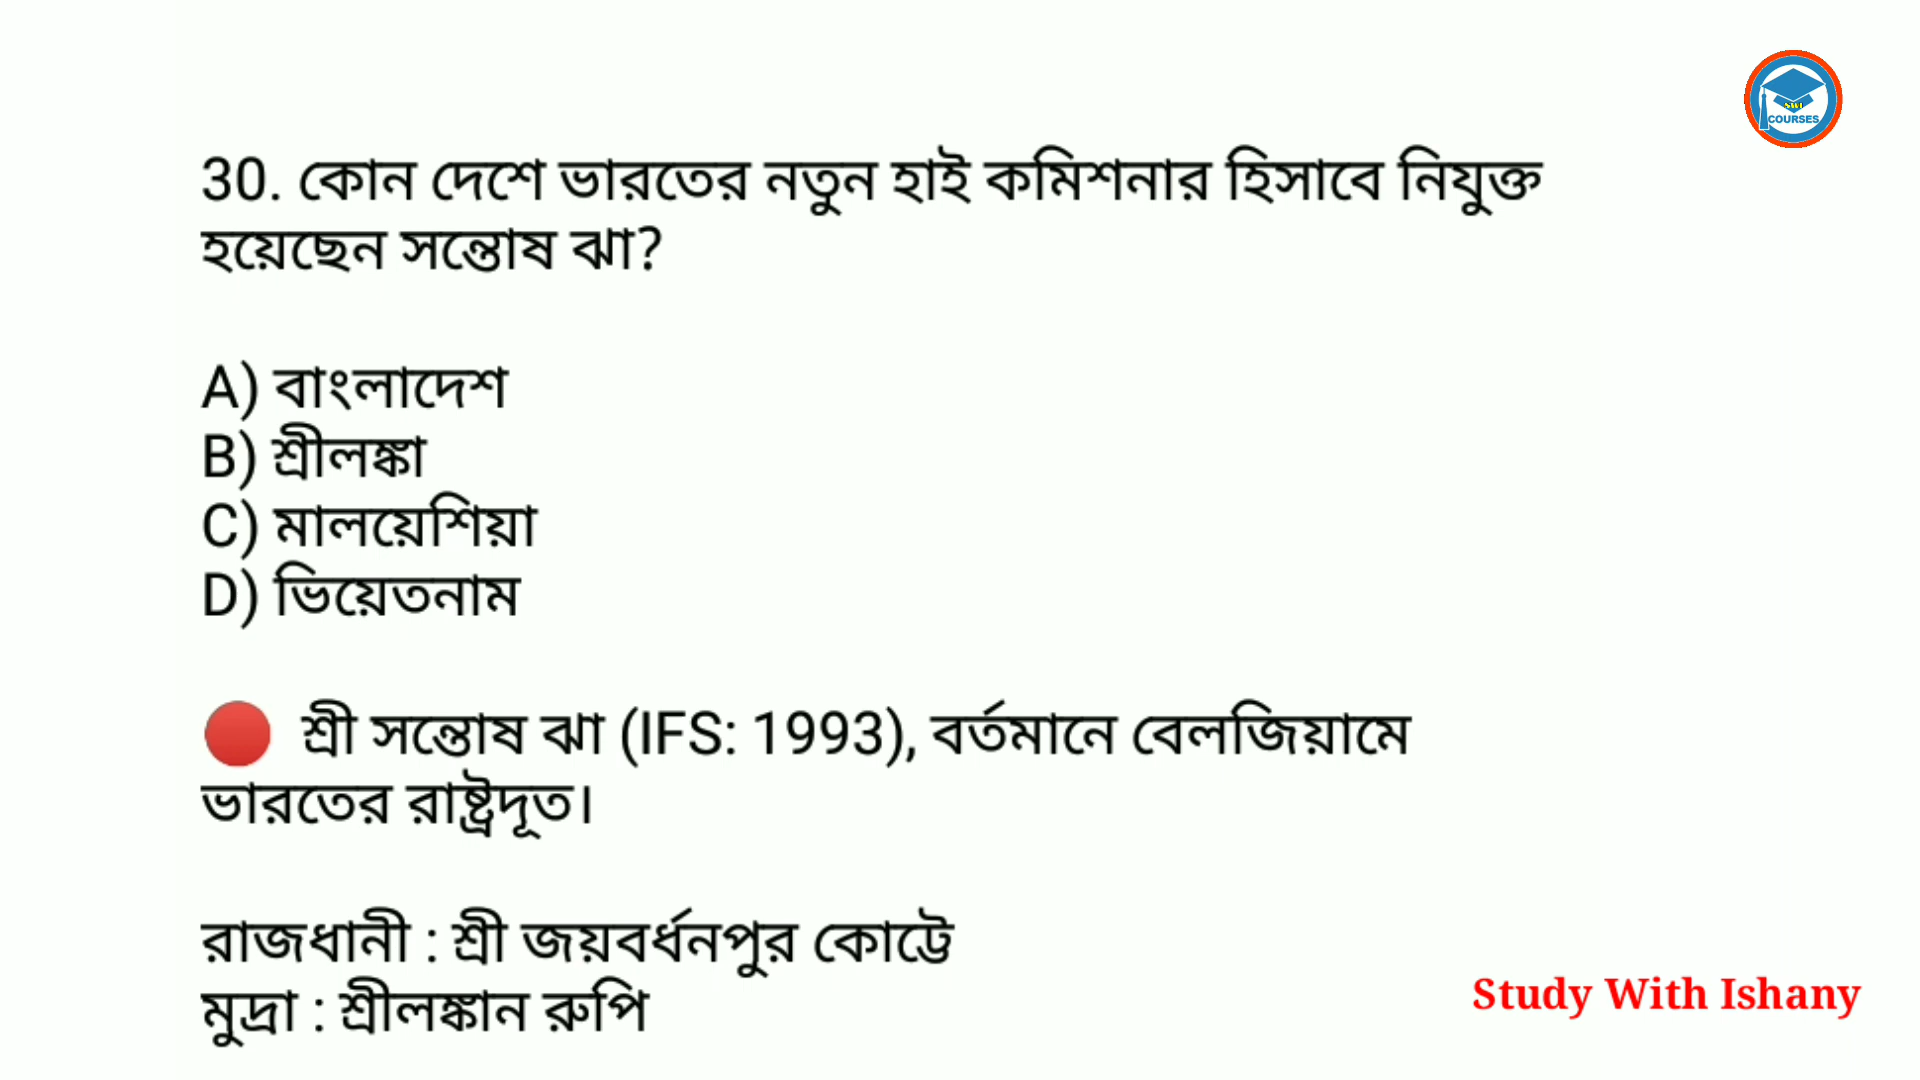 SWI
COURSES
30. কোন দেশে ভারতের নতুন হাই কমিশনার হিসাবে নিযুক্ত
হয়েছেন সন্তোষ ঝা?
A) বাংলাদেশ
B) শ্রীলঙ্কা
C) মালয়েশিয়া
D) ভিয়েতনাম
শ্রী সন্তোষ ঝা (IFS: 1993), বর্তমানে বেলজিয়ামে
ভারতের রাষ্ট্রদূত।
রাজধানী : শ্রী জয়বর্ধনপুর কোট্টে
মুদ্রা : শ্রীলঙ্কান রুপি
Study With Ishany